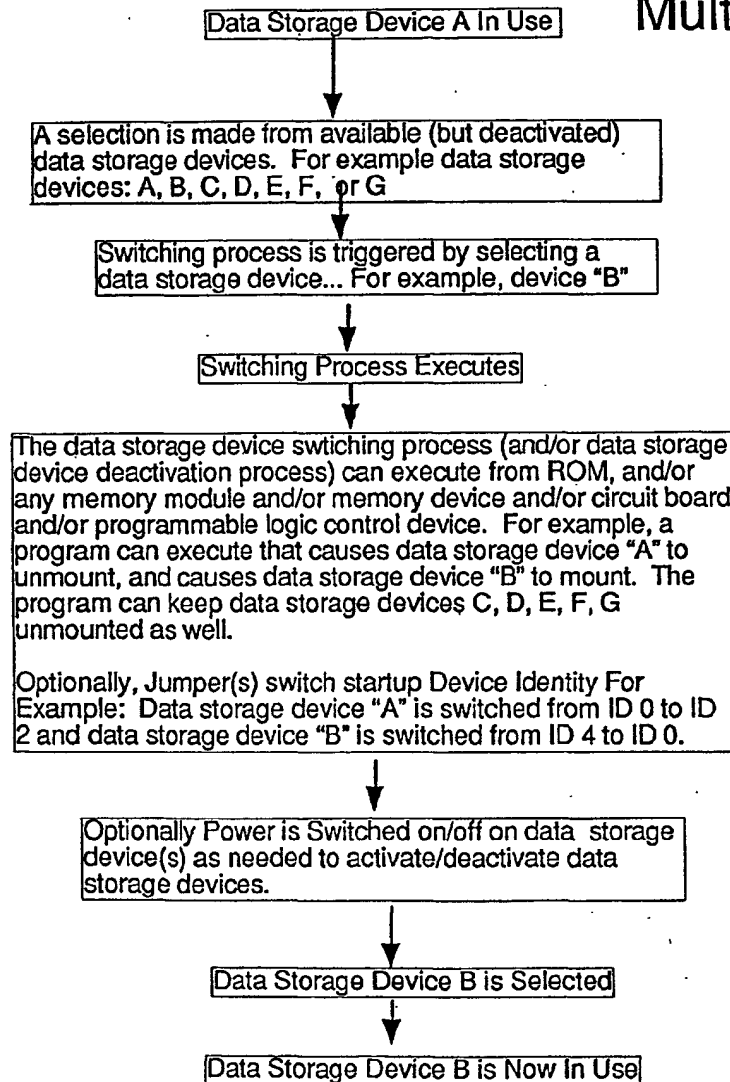 Data Storage Device A In Use
Mult
A selection is made from available (but deactivated)
data storage devices. For example data storage
devices: A, B, C, D, E, F, or G
Switching process is triggered by selecting a
data storage device... For example, device "B"
Switching Process Executes
The data storage device swtiching process (and/or data storage
device deactivation process) can execute from ROM, and/or
any memory module and/or memory device and/or circuit board
and/or programmable logic control device. For example, a
program can execute that causes data storage device "A" to
unmount, and causes data storage device "B" to mount. The
program can keep data storage devices C, D, E, F, G
unmounted as well.
Optionally, Jumper(s) switch startup Device Identity For
Example: Data storage device "A" is switched from ID 0 to ID
2 and data storage device "B" is switched from ID 4 to ID 0.
Optionally Power is Switched on/off on data storage
device(s) as needed to activate/deactivate data
storage devices.
Data Storage Device B is Selected
Data Storage Device B is Now In Use